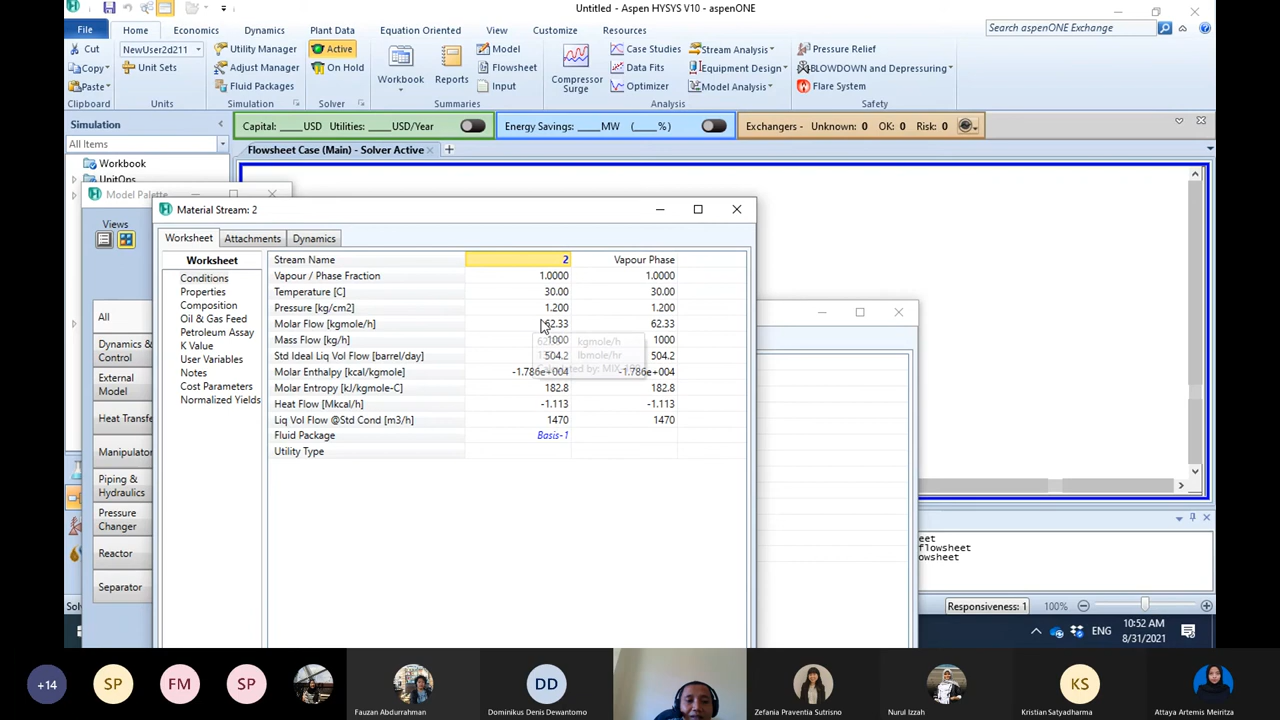 Untitled - Aspen HYSYS V10 - aspenONE
File Home Economics Dynamics Plant Data Equation Oriented View Customize Resources
Search aspenONE Exchange
Cut NewUser2d211 Utility Manager Active Model Case Studies Stream Analysis Pressure Relief
Copy Unit Sets Adjust Manager On Hold Workbook Reports Flowsheet Compressor Surge Data Fits Equipment Design BLOWDOWN and Depressuring
Paste Fluid Packages Input Optimizer Model Analysis Flare System
Clipboard Units Simulation Solver Summaries Analysis Safety
Simulation
Capital: ____USD Utilities: ____USD/Year Energy Savings: ____MW (____%) Exchangers - Unknown: 0 OK: 0 Risk: 0
All Items
Flowsheet Case (Main) - Solver Active
Workbook
UnitOps
Model Palette
Views
All
Dynamics & Control
External Model
Heat Transfe
Manipulator
Piping & Hydraulics
Pressure Changer
Reactor
Separator
Material Stream: 2
Worksheet Attachments Dynamics
Worksheet
Conditions
Properties
Composition
Oil & Gas Feed
Petroleum Assay
K Value
User Variables
Notes
Cost Parameters
Normalized Yields
Stream Name 2 Vapour Phase
Vapour / Phase Fraction 1.0000 1.0000
Temperature [C] 30.00 30.00
Pressure [kg/cm2] 1.200 1.200
Molar Flow [kgmole/h] 62.33 62.33
Mass Flow [kg/h] 1000 1000
Std Ideal Liq Vol Flow [barrel/day] 504.2 504.2
Molar Enthalpy [kcal/kgmole] -1.786e+004 -1.786e+004
Molar Entropy [kJ/kgmole-C] 182.8 182.8
Heat Flow [Mkcal/h] -1.113 -1.113
Liq Vol Flow @Std Cond [m3/h] 1470 1470
Fluid Package Basis-1
Utility Type
kgmole/h
lbmole/hr
eet
flowsheet
owsheet
Responsiveness: 1 100%
ENG
10:52 AM
8/31/2021
+14 SP FM SP Fauzan Abdurrahman DD Dominikus Denis Dewantomo Zefania Praventia Sutrisno Nurul Izzah KS Kristian Satyadharma Attaya Artemis Meiritza